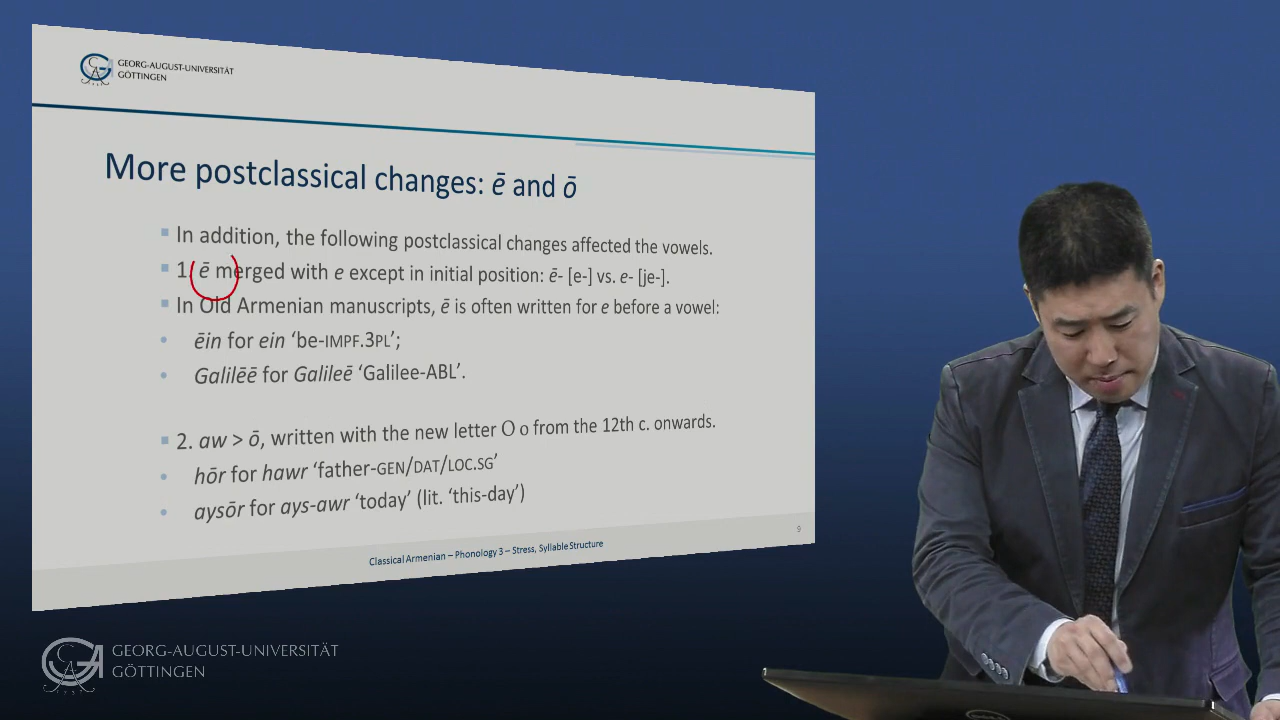 GEORG-AUGUST-UNIVERSITÄT
GÖTTINGEN
More postclassical changes: ē and ō
In addition, the following postclassical changes affected the vowels.
1. ē merged with e except in initial position: ē- [e-] vs. e- [je-].
In Old Armenian manuscripts, ē is often written for e before a vowel:
ēin for ein ‘be-IMPF.3PL’;
Galilēē for Galileē ‘Galilee-ABL’.
2. aw > ō, written with the new letter O o from the 12th c. onwards.
hōr for hawr ‘father-GEN/DAT/LOC.SG’
aysōr for ays-awr ‘today’ (lit. ‘this-day’)
9
Classical Armenian – Phonology 3 – Stress, Syllable Structure
GEORG-AUGUST-UNIVERSITÄT
GÖTTINGEN
DELL